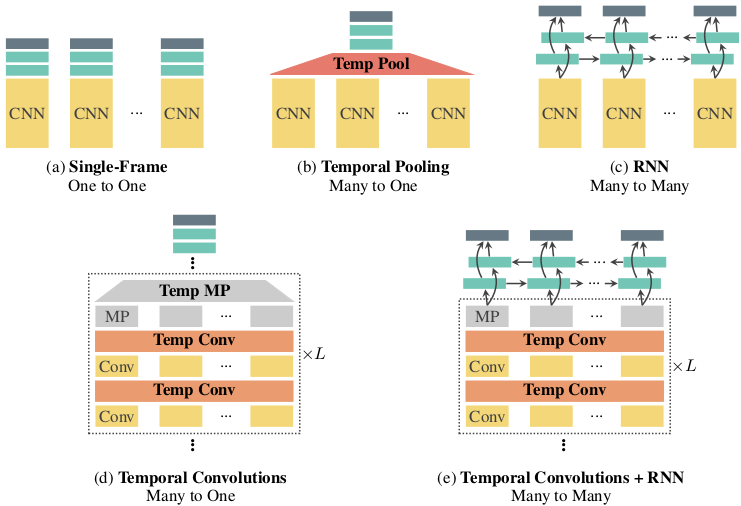 Temp Pool
CNN CNN ... CNN
CNN CNN ... CNN
CNN CNN ... CNN
(a) Single-Frame
One to One
(b) Temporal Pooling
Many to One
(c) RNN
Many to Many
Temp MP
MP ...
Temp Conv
Conv ...
Temp Conv
Conv ...
×L
(d) Temporal Convolutions
Many to One
...
...
MP ...
Temp Conv
Conv ...
Temp Conv
Conv ...
×L
(e) Temporal Convolutions + RNN
Many to Many